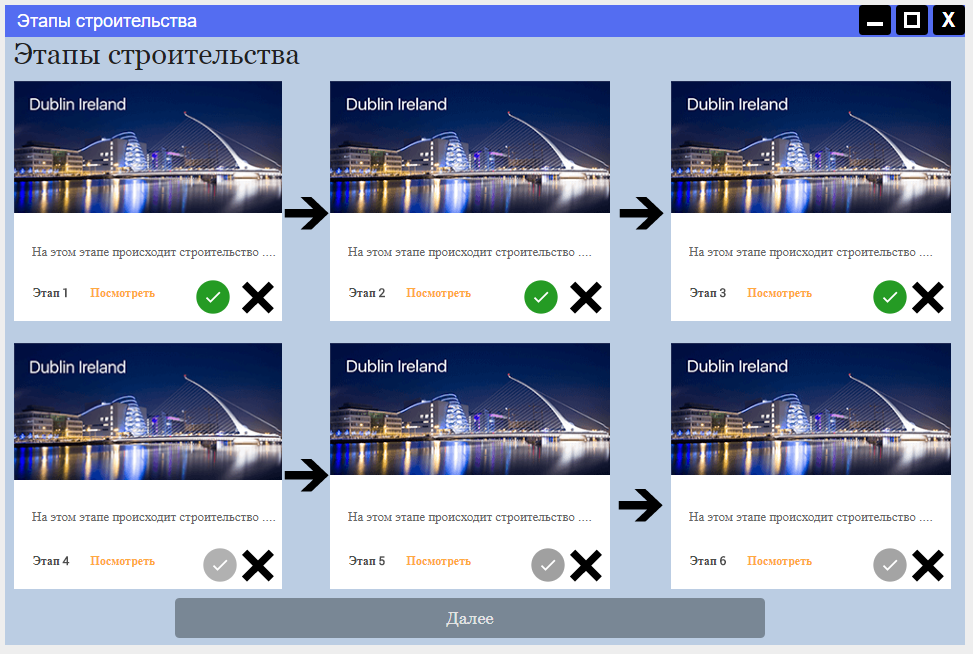 Этапы строительства
X
Этапы строительства
Dublin Ireland
Dublin Ireland
Dublin Ireland
На этом этапе происходит строительство ....
На этом этапе происходит строительство ....
На этом этапе происходит строительство ....
Этап 1 Посмотреть
Этап 2 Посмотреть
Этап 3 Посмотреть
Dublin Ireland
Dublin Ireland
Dublin Ireland
На этом этапе происходит строительство ....
На этом этапе происходит строительство ....
На этом этапе происходит строительство ....
Этап 4 Посмотреть
Этап 5 Посмотреть
Этап 6 Посмотреть
Далее